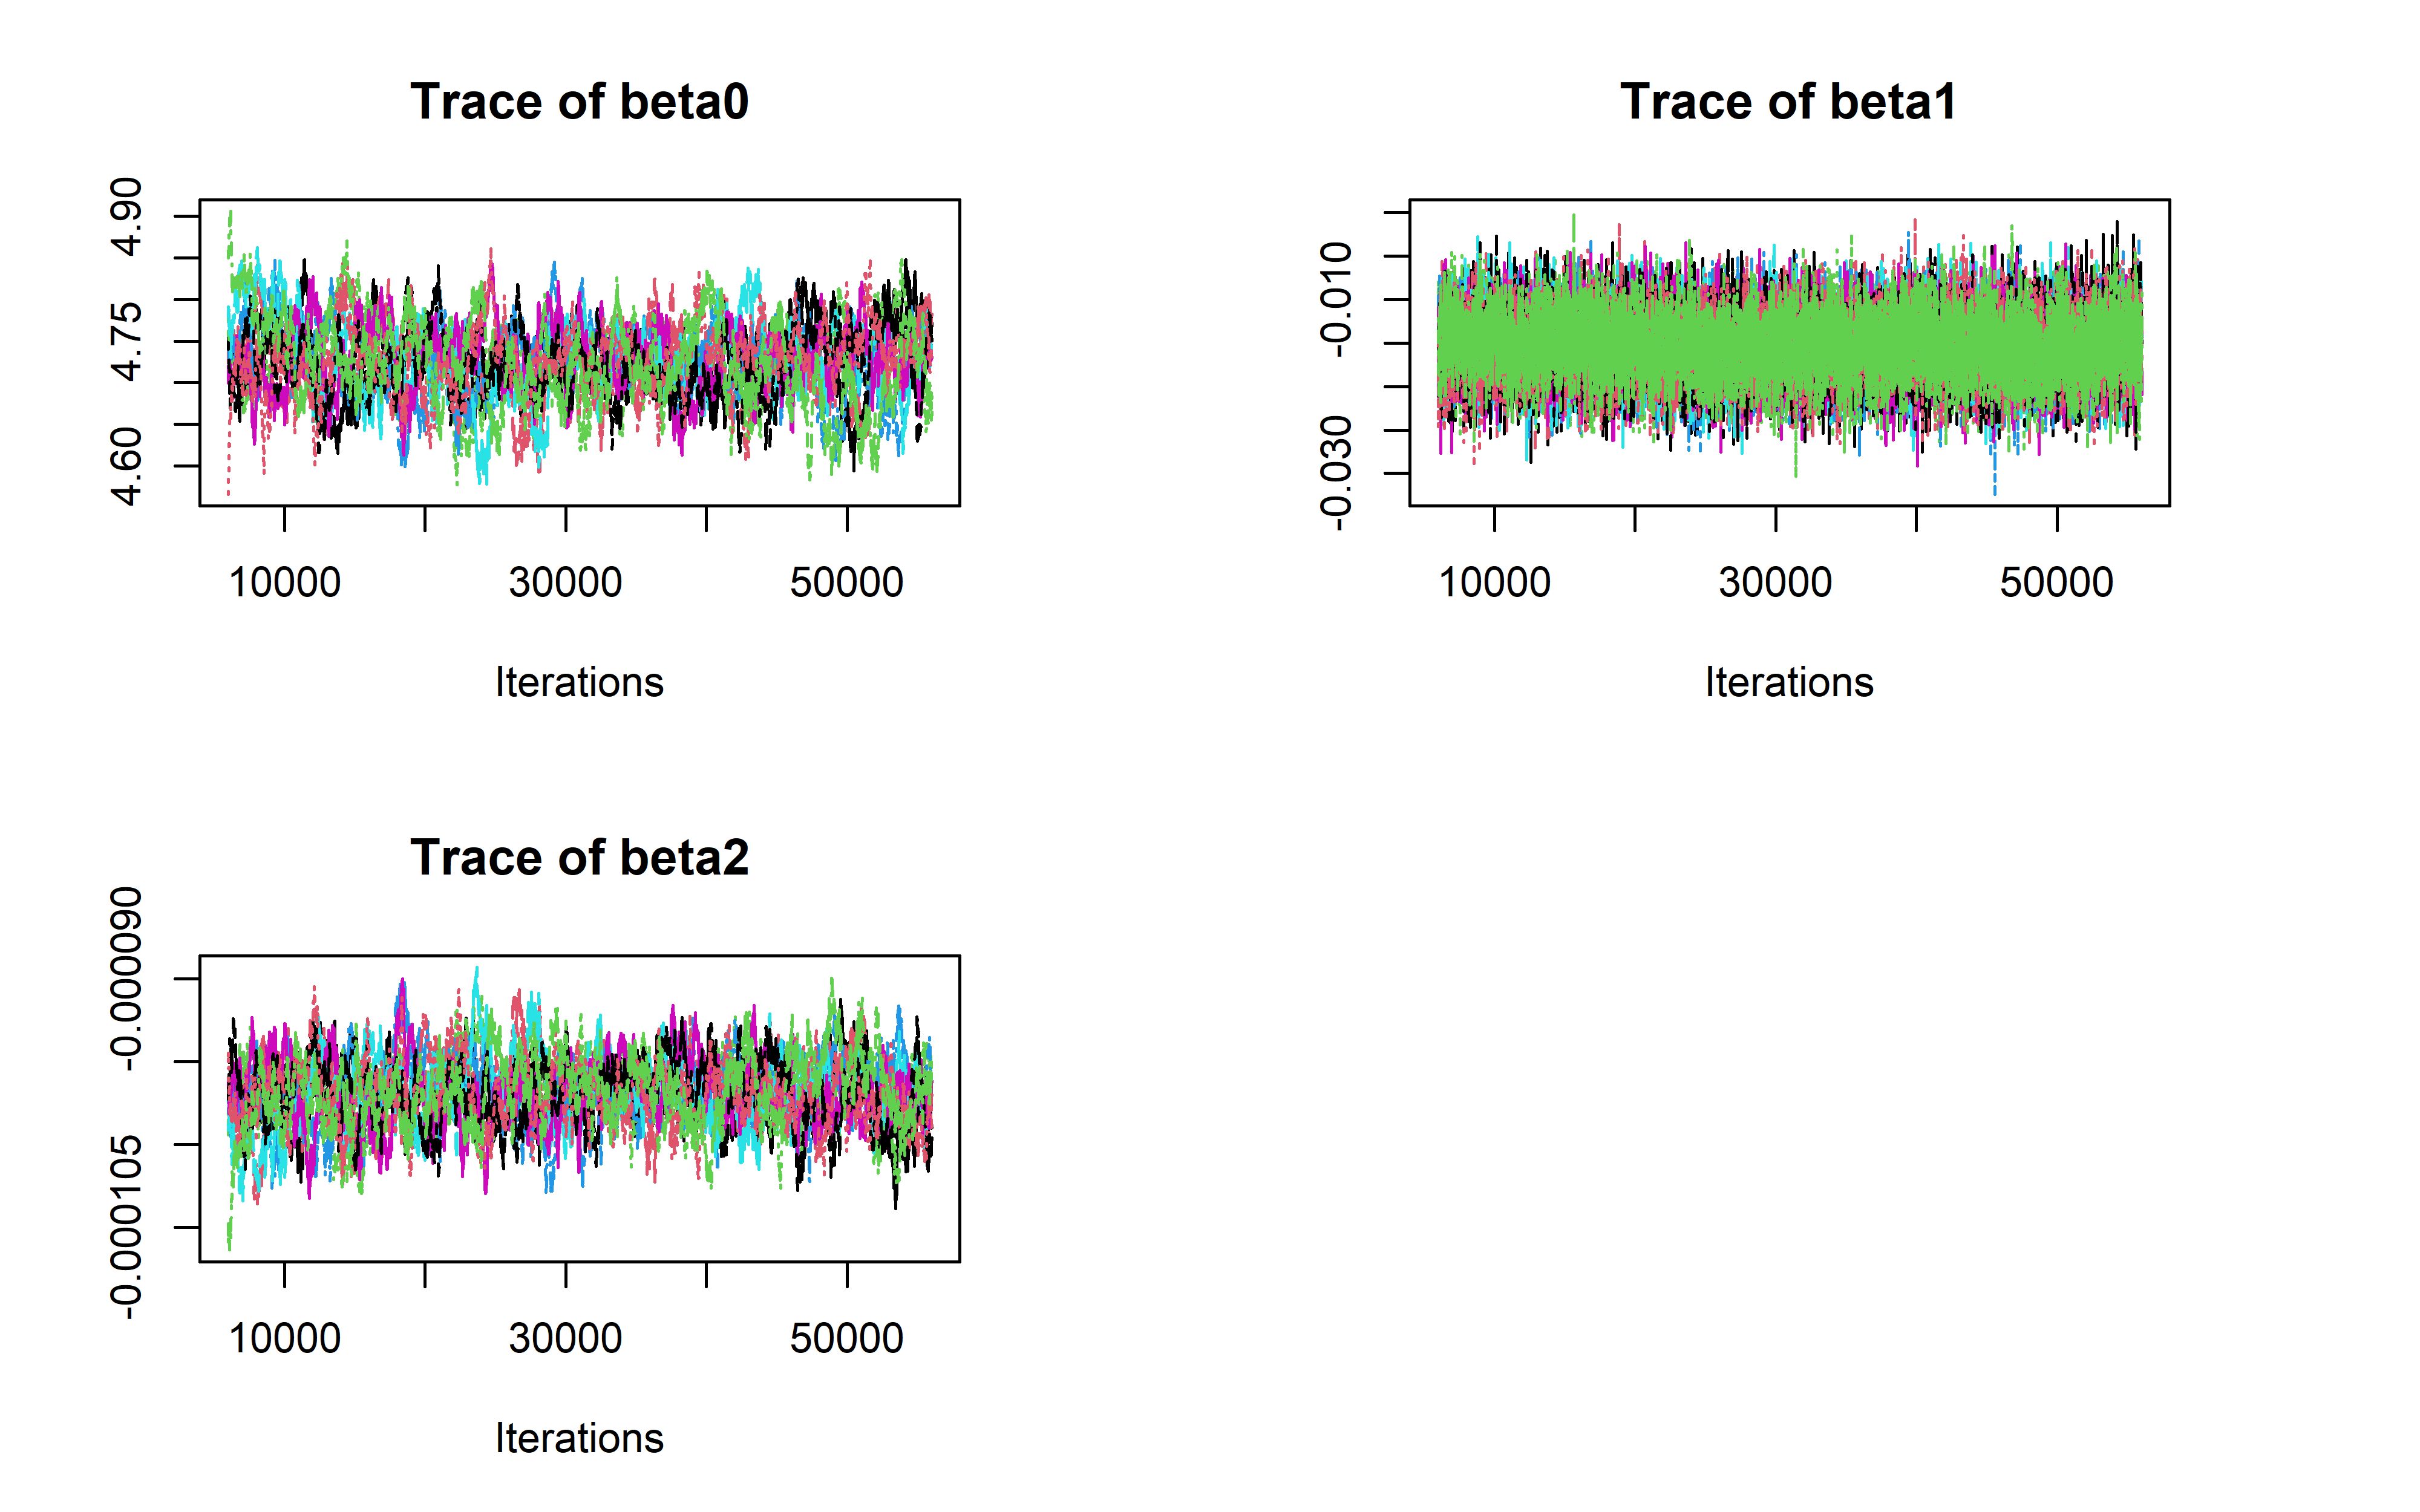 Trace of beta0
4.90
4.75
4.60
10000 30000 50000
Iterations
Trace of beta1
-0.010
-0.030
10000 30000 50000
Iterations
Trace of beta2
-0.000090
-0.000105
10000 30000 50000
Iterations